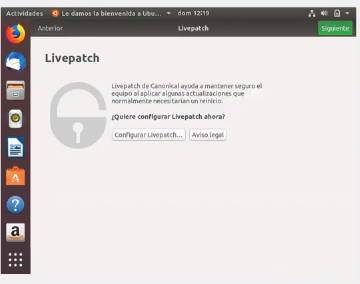 Actividades Le damos la bienvenida a Ubu... dom 12:19
Anterior Livepatch Siguiente
Livepatch
Livepatch de Canonical ayuda a mantener seguro el
equipo al aplicar algunas actualizaciones que
normalmente necesitarían un reinicio.
¿Quiere configurar Livepatch ahora?
Configurar Livepatch... Aviso legal
A
?
a